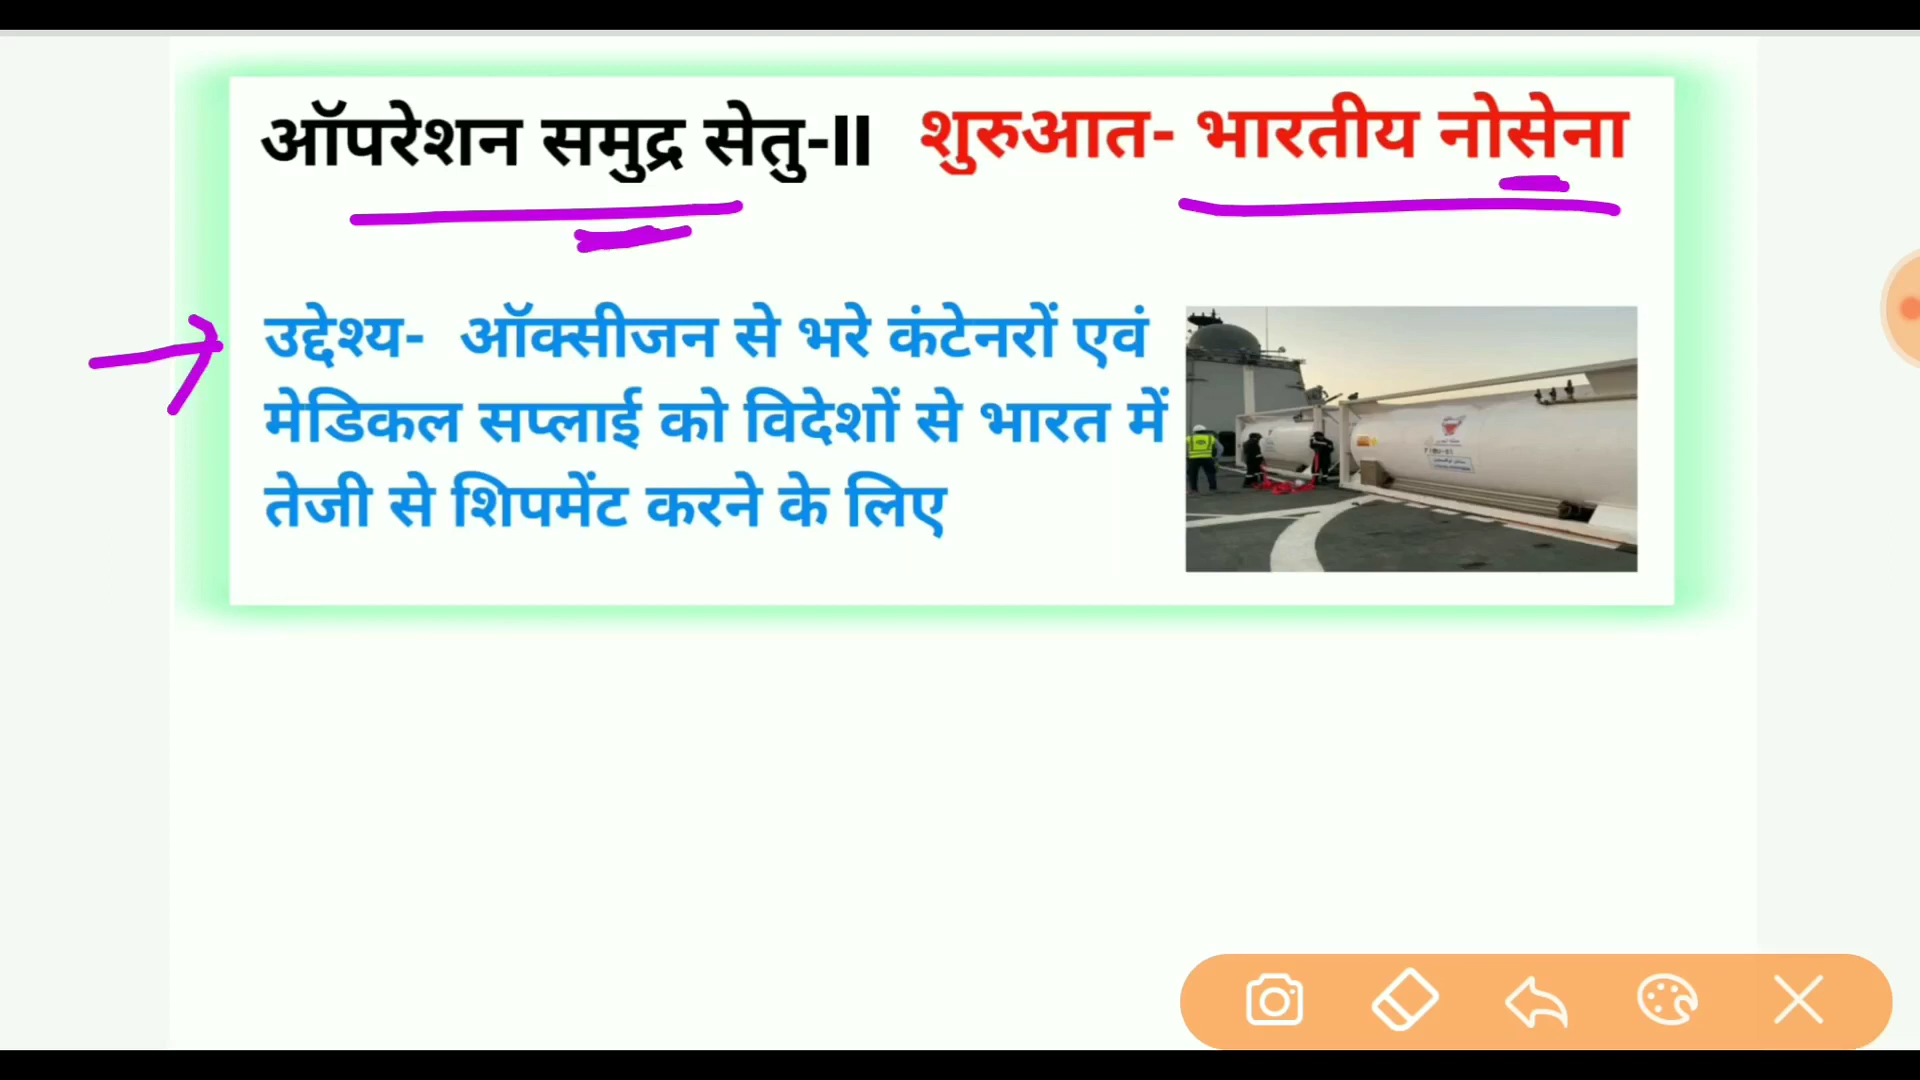 ऑपरेशन समुद्र सेतु-II शुरुआत- भारतीय नोसेना
उद्देश्य- ऑक्सीजन से भरे कंटेनरों एवं
मेडिकल सप्लाई को विदेशों से भारत में
तेजी से शिपमेंट करने के लिए